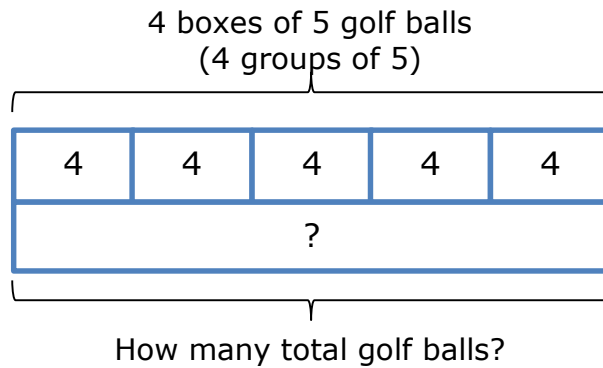 4 boxes of 5 golf balls
(4 groups of 5)
4 4 4 4 4
?
How many total golf balls?